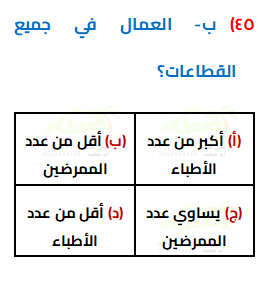 ٤٥) ب- العمال في جميع
القطاعات؟
(أ) أكبر من عدد
الأطباء
(ب) أقل من عدد
الممرضين
(ج) يساوي عدد
الممرضين
(د) أقل من عدد
الأطباء